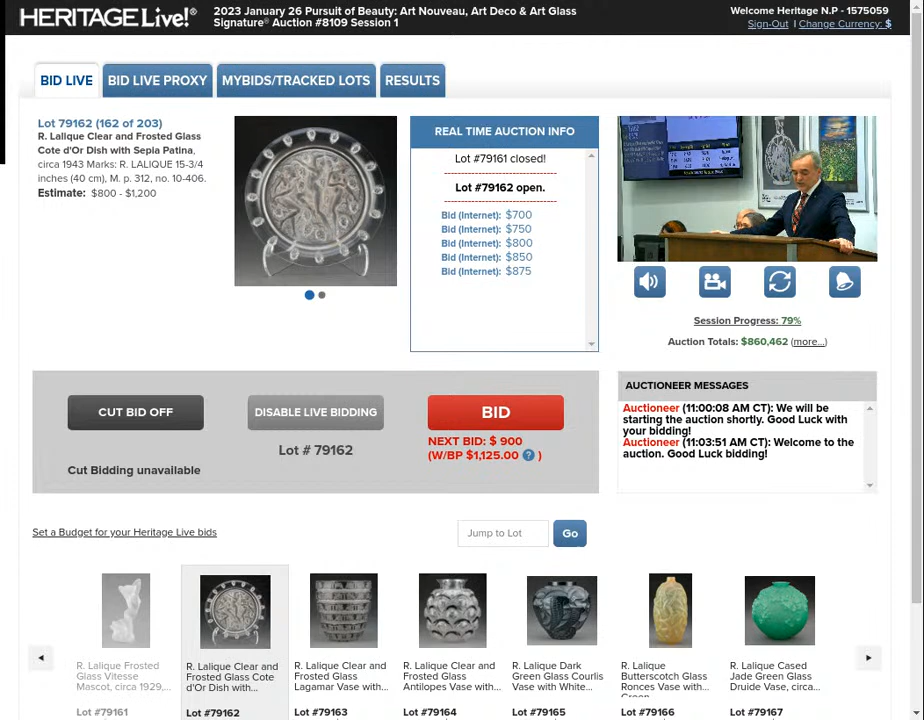 HERITAGE Live!®
2023 January 26 Pursuit of Beauty: Art Nouveau, Art Deco & Art Glass
Signature® Auction #8109 Session 1
Welcome Heritage N.P - 1575059
Sign-Out | Change Currency: $
BID LIVE
BID LIVE PROXY
MYBIDS/TRACKED LOTS
RESULTS
Lot 79162 (162 of 203)
R. Lalique Clear and Frosted Glass
Cote d'Or Dish with Sepia Patina,
circa 1943 Marks: R. LALIQUE 15-3/4
inches (40 cm), M. p. 312, no. 10-406.
Estimate: $800 - $1,200
REAL TIME AUCTION INFO
Lot #79161 closed!
Lot #79162 open.
Bid (Internet): $700
Bid (Internet): $750
Bid (Internet): $800
Bid (Internet): $850
Bid (Internet): $875
Session Progress: 79%
Auction Totals: $860,462 (more...)
CUT BID OFF
Cut Bidding unavailable
DISABLE LIVE BIDDING
Lot # 79162
BID
NEXT BID: $ 900
(W/BP $1,125.00 ? )
AUCTIONEER MESSAGES
Auctioneer (11:00:08 AM CT): We will be
starting the auction shortly. Good Luck with
your bidding!
Auctioneer (11:03:51 AM CT): Welcome to the
auction. Good Luck bidding!
Set a Budget for your Heritage Live bids
Jump to Lot
Go
R. Lalique Frosted
Glass Vitesse
Mascot, circa 1929,...
Lot #79161
R. Lalique Clear and
Frosted Glass Cote
d'Or Dish with...
Lot #79162
R. Lalique Clear and
Frosted Glass
Lagamar Vase with...
Lot #79163
R. Lalique Clear and
Frosted Glass
Antilopes Vase with...
Lot #79164
R. Lalique Dark
Green Glass Courlis
Vase with White...
Lot #79165
R. Lalique
Butterscotch Glass
Ronces Vase with...
Green
Lot #79166
R. Lalique Cased
Jade Green Glass
Druide Vase, circa...
Lot #79167